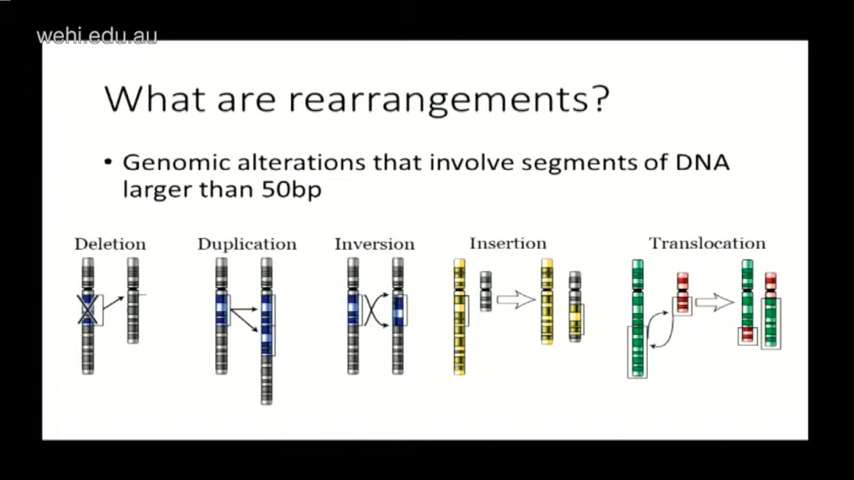 wehi.edu.au
What are rearrangements?
• Genomic alterations that involve segments of DNA
larger than 50bp
Deletion Duplication Inversion Insertion Translocation